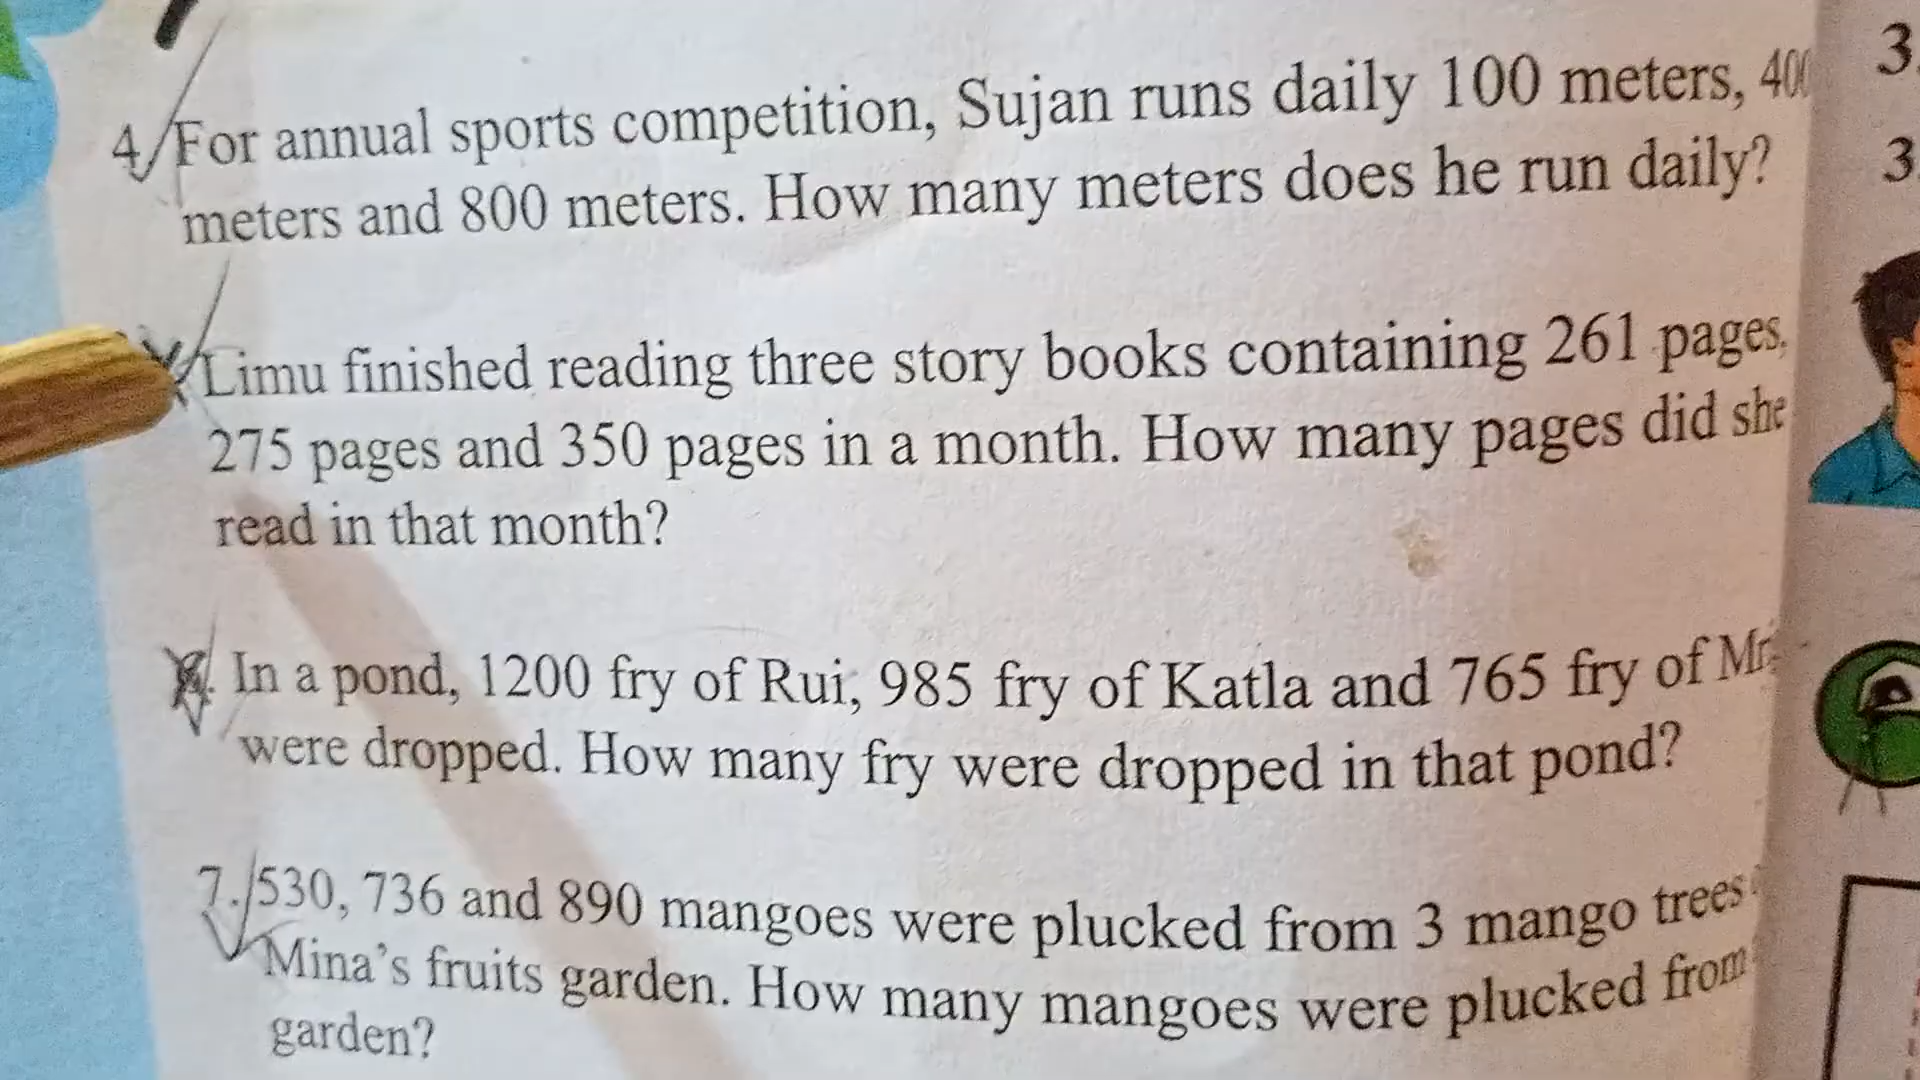 4. For annual sports competition, Sujan runs daily 100 meters, 400
meters and 800 meters. How many meters does he run daily?
Limu finished reading three story books containing 261 pages,
275 pages and 350 pages in a month. How many pages did she
read in that month?
In a pond, 1200 fry of Rui, 985 fry of Katla and 765 fry of
were dropped. How many fry were dropped in that pond?
7. 530, 736 and 890 mangoes were plucked from 3 mango trees
Mina's fruits garden. How many mangoes were plucked from
garden?
3.
3.